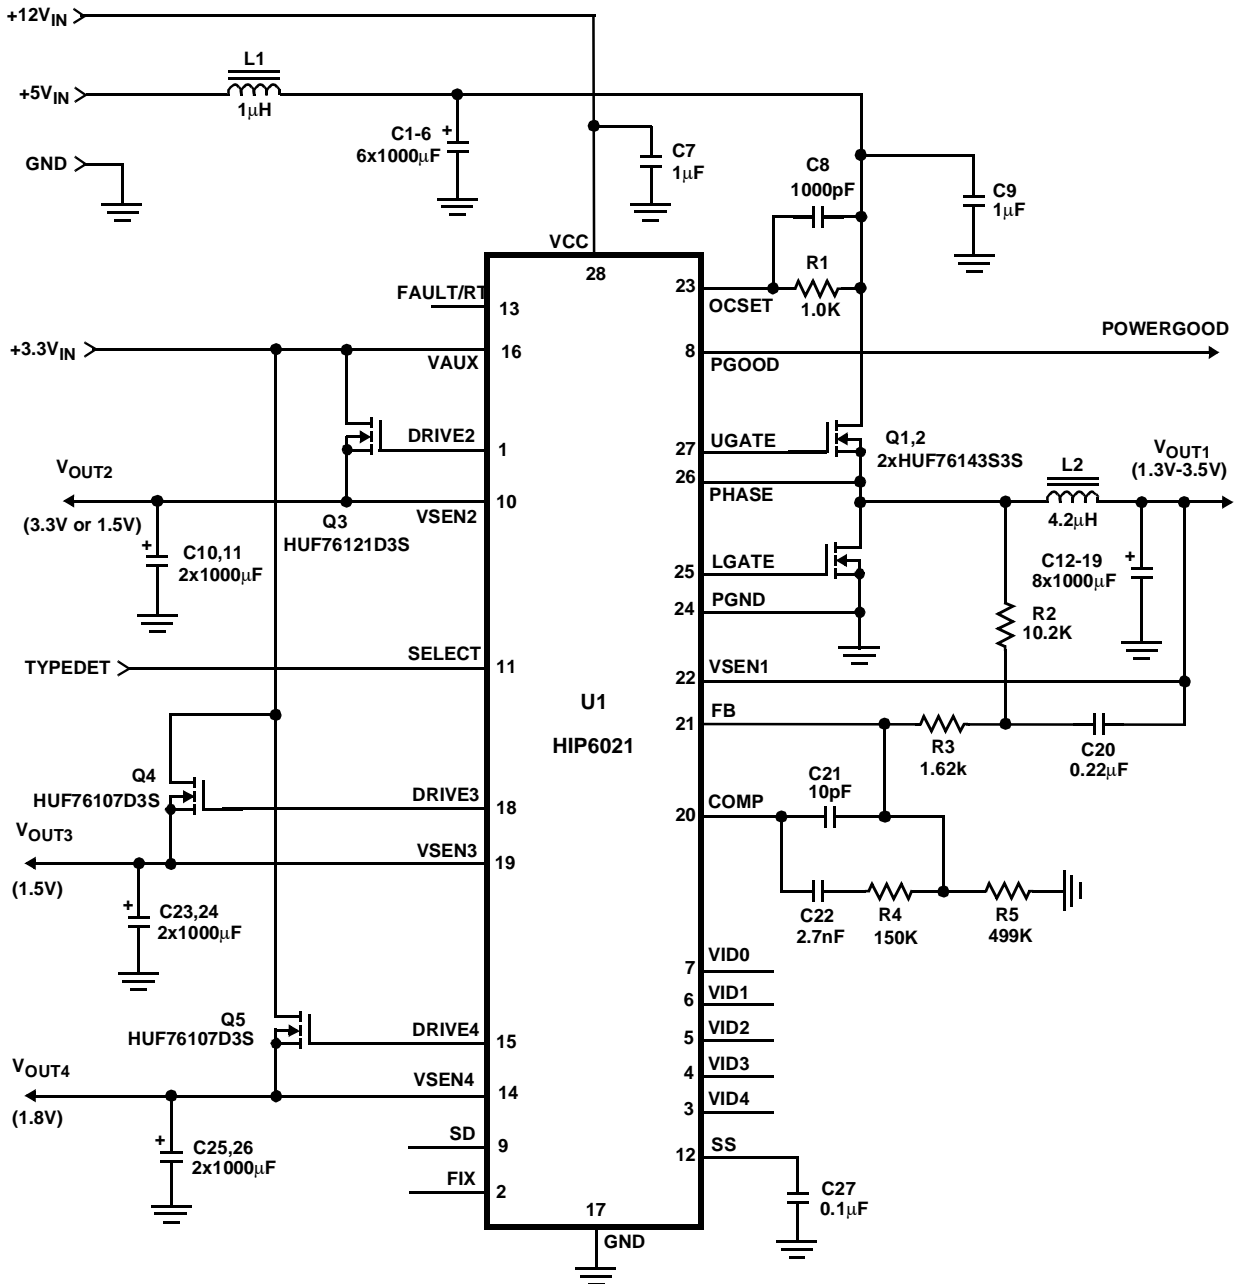 +12VIN
L1
+5VIN
1μH
C1-6 +
6x1000μF
GND
C7
1μF
C8
1000pF
C9
1μF
VCC
28
R1
1.0K
23
OCSET
FAULT/RT
13
POWERGOOD
+3.3VIN
16
VAUX
8
PGOOD
DRIVE2
1
UGATE
27
Q1,2
2xHUF76143S3S
26
PHASE
VOUT1
(1.3V-3.5V)
L2
4.2μH
VOUT2
(3.3V or 1.5V)
10
VSEN2
Q3
HUF76121D3S
+
C10,11
2x1000μF
LGATE
25
PGND
24
+
C12-19
8x1000μF
R2
10.2K
TYPEDET
SELECT
11
VSEN1
22
U1
HIP6021
FB
21
R3
1.62k
C20
0.22μF
Q4
HUF76107D3S
DRIVE3
18
C21
10pF
COMP
20
VOUT3
(1.5V)
VSEN3
19
+
C23,24
2x1000μF
C22
2.7nF
R4
150K
R5
499K
VID0
7
VID1
6
VID2
5
VID3
4
VID4
3
Q5
HUF76107D3S
DRIVE4
15
VOUT4
(1.8V)
VSEN4
14
+
C25,26
2x1000μF
SD
9
FIX
2
SS
12
C27
0.1μF
17
GND